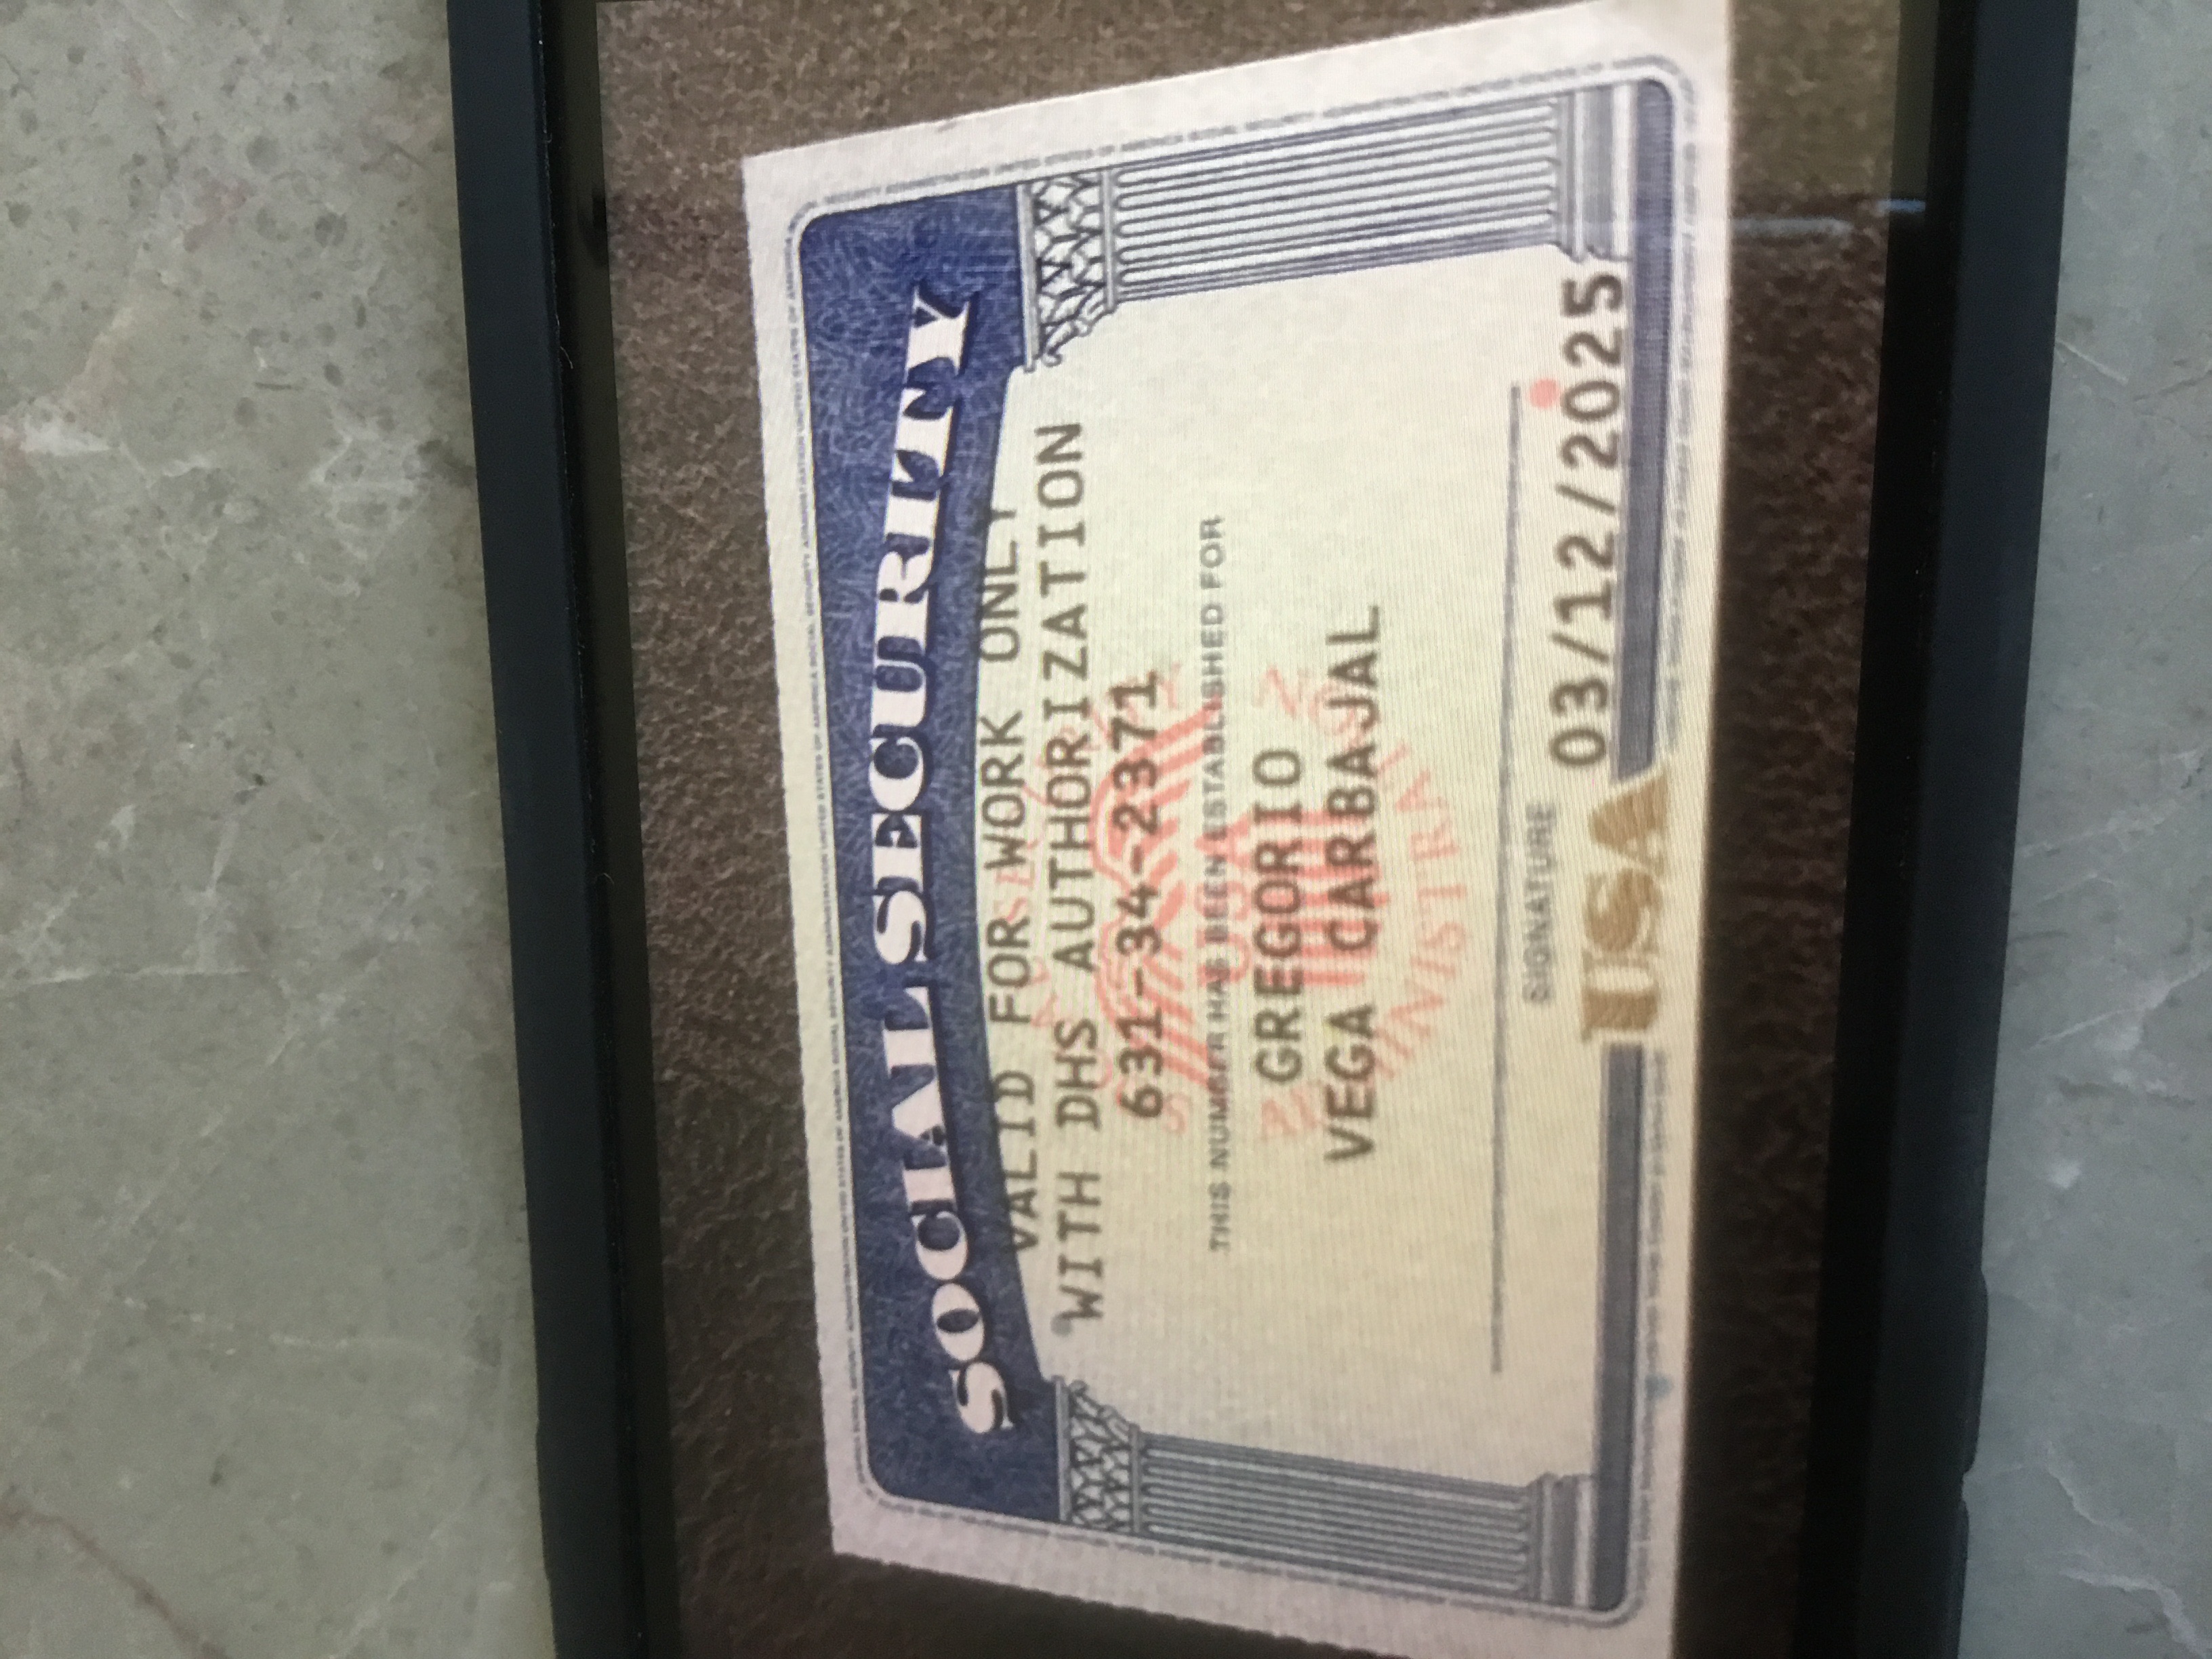 SOCIAL SECURITY
VALID FOR WORK ONLY
WITH DHS AUTHORIZATION
631-34-2371
THIS NUMBER HAS BEEN ESTABLISHED FOR
GREGORIO
VEGA CARBAJAL
SIGNATURE
03/12/2025
USA